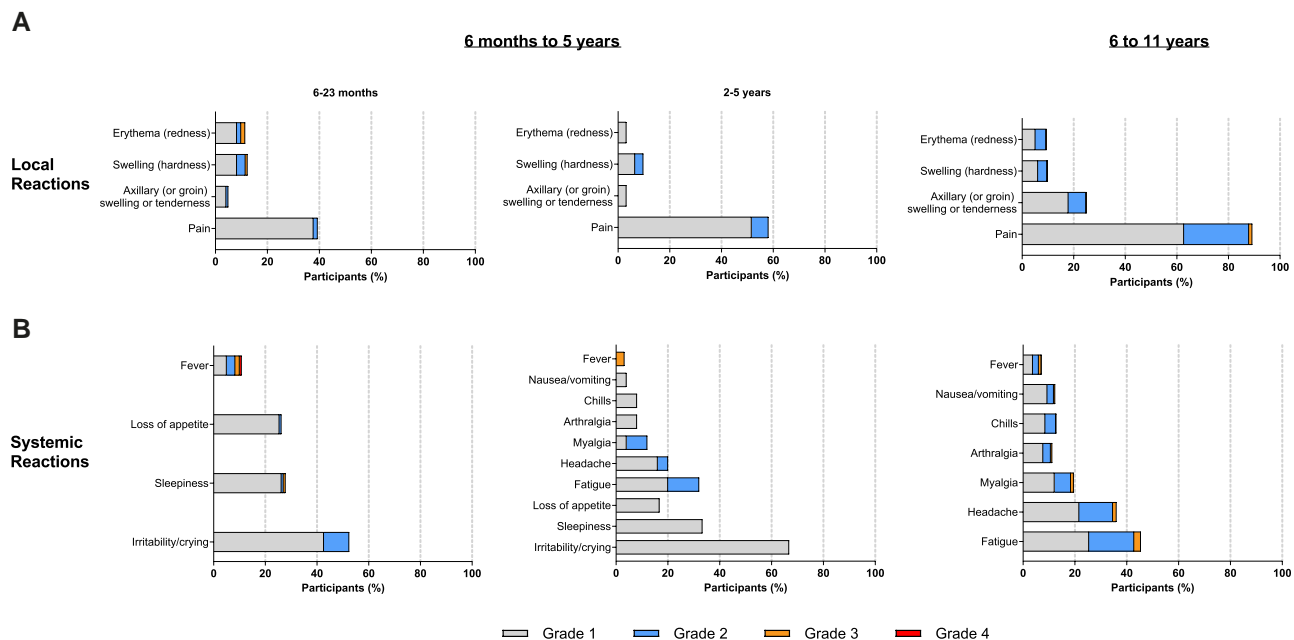 A
6 months to 5 years
6 to 11 years
6-23 months
2-5 years
Local
Reactions
Erythema (redness)
Swelling (hardness)
Axillary (or groin)
swelling or tenderness
Pain
0 20 40 60 80 100
Participants (%)
Erythema (redness)
Swelling (hardness)
Axillary (or groin)
swelling or tenderness
Pain
0 20 40 60 80 100
Participants (%)
Erythema (redness)
Swelling (hardness)
Axillary (or groin)
swelling or tenderness
Pain
0 20 40 60 80 100
Participants (%)
B
Systemic
Reactions
Fever
Loss of appetite
Sleepiness
Irritability/crying
0 20 40 60 80 100
Participants (%)
Fever
Nausea/vomiting
Chills
Arthralgia
Myalgia
Headache
Fatigue
Loss of appetite
Sleepiness
Irritability/crying
0 20 40 60 80 100
Participants (%)
Fever
Nausea/vomiting
Chills
Arthralgia
Myalgia
Headache
Fatigue
0 20 40 60 80 100
Participants (%)
Grade 1 Grade 2 Grade 3 Grade 4